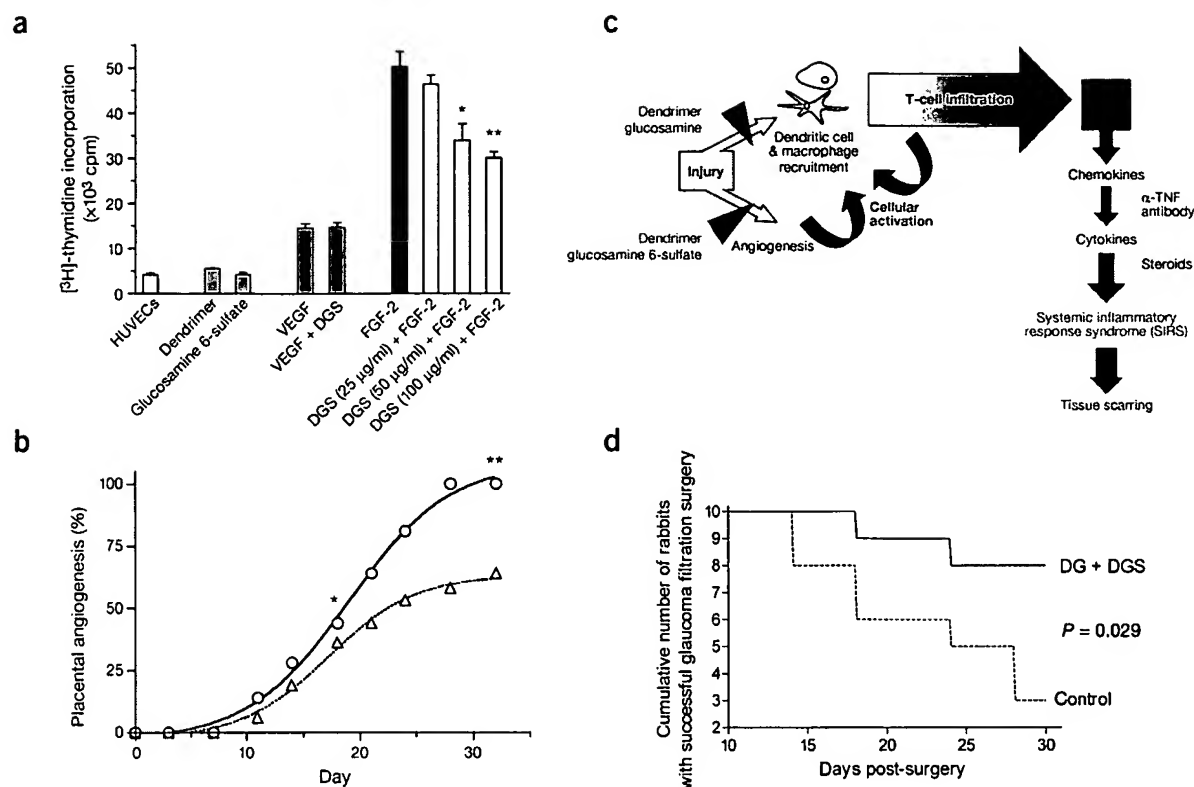 a
[³H]-thymidine incorporation
(×10³ cpm)
50
40
30
20
10
0
HUVECs
Dendrimer
Glucosamine 6-sulfate
VEGF
VEGF + DGS
FGF-2
DGS (25 µg/ml) + FGF-2
DGS (50 µg/ml) + FGF-2
DGS (100 µg/ml) + FGF-2
*
**
b
Placental angiogenesis (%)
100
75
50
25
0
0
10
20
30
Day
*
**
c
Dendrimer
glucosamine
Injury
Dendrimer
glucosamine 6-sulfate
Dendritic cell
& macrophage
recruitment
Angiogenesis
Cellular
activation
T-cell infiltration
Chemokines
α-TNF
antibody
Cytokines
Steroids
Systemic inflammatory
response syndrome (SIRS)
Tissue scarring
d
Cumulative number of rabbits
with successful glaucoma filtration surgery
10
9
8
7
6
5
4
3
2
10
15
20
25
30
Days post-surgery
DG + DGS
P = 0.029
Control